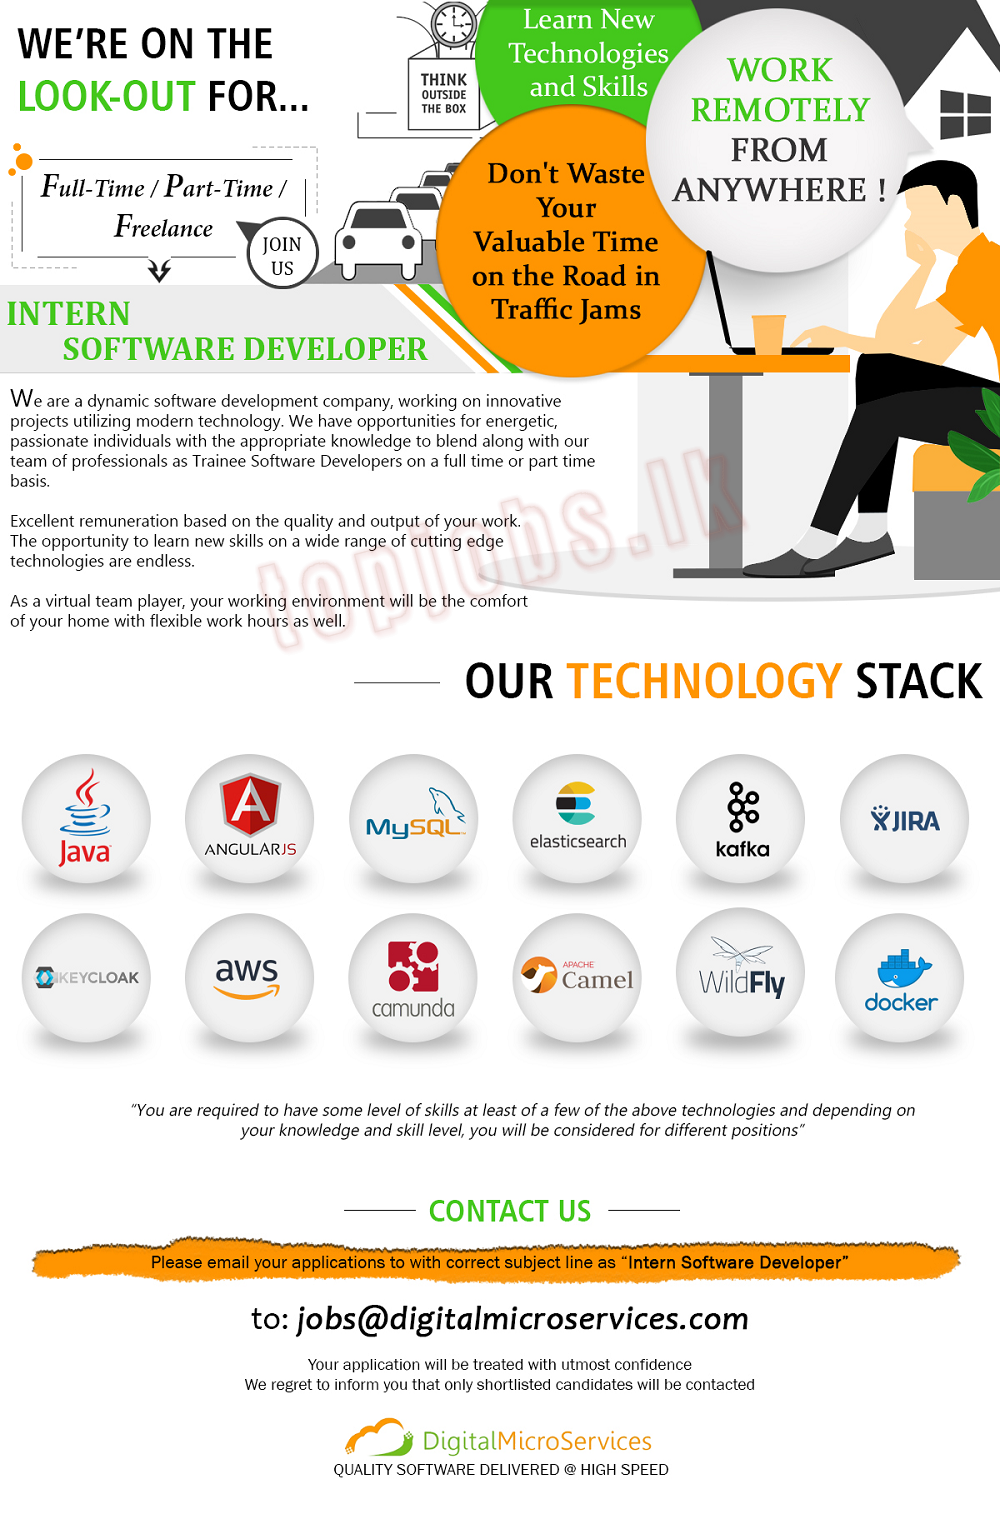 WE’RE ON THE
LOOK-OUT FOR...
THINK
OUTSIDE
THE BOX
Learn New
Technologies
and Skills
WORK
REMOTELY
FROM
ANYWHERE !
Don't Waste
Your
Valuable Time
on the Road in
Traffic Jams
Full-Time / Part-Time /
Freelance
JOIN
US
INTERN
SOFTWARE DEVELOPER
We are a dynamic software development company, working on innovative
projects utilizing modern technology. We have opportunities for energetic,
passionate individuals with the appropriate knowledge to blend along with our
team of professionals as Trainee Software Developers on a full time or part time
basis.
Excellent remuneration based on the quality and output of your work.
The opportunity to learn new skills on a wide range of cutting edge
technologies are endless.
As a virtual team player, your working environment will be the comfort
of your home with flexible work hours as well.
topjobs.lk
OUR TECHNOLOGY STACK
Java
ANGULARJS
MySQL
elasticsearch
kafka
JIRA
KEYCLOAK
aws
camunda
APACHE
Camel
WildFly
docker
“You are required to have some level of skills at least of a few of the above technologies and depending on
your knowledge and skill level, you will be considered for different positions”
CONTACT US
Please email your applications to with correct subject line as “Intern Software Developer”
to: jobs@digitalmicroservices.com
Your application will be treated with utmost confidence
We regret to inform you that only shortlisted candidates will be contacted
DigitalMicroServices
QUALITY SOFTWARE DELIVERED @ HIGH SPEED